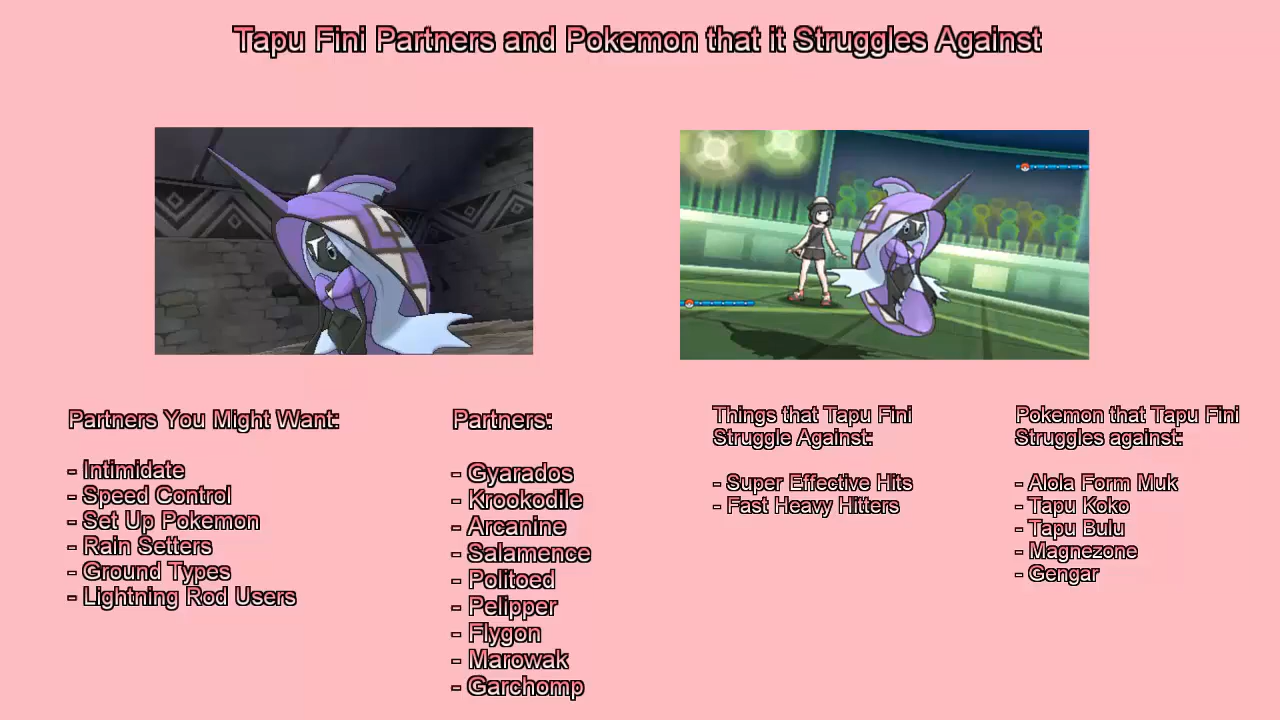 Tapu Fini Partners and Pokemon that it Struggles Against
Partners You Might Want:
- Intimidate
- Speed Control
- Set Up Pokemon
- Rain Setters
- Ground Types
- Lightning Rod Users
Partners:
- Gyarados
- Krookodile
- Arcanine
- Salamence
- Politoed
- Pelipper
- Flygon
- Marowak
- Garchomp
Things that Tapu Fini
Struggle Against:
- Super Effective Hits
- Fast Heavy Hitters
Pokemon that Tapu Fini
Struggles against:
- Alola Form Muk
- Tapu Koko
- Tapu Bulu
- Magnezone
- Gengar